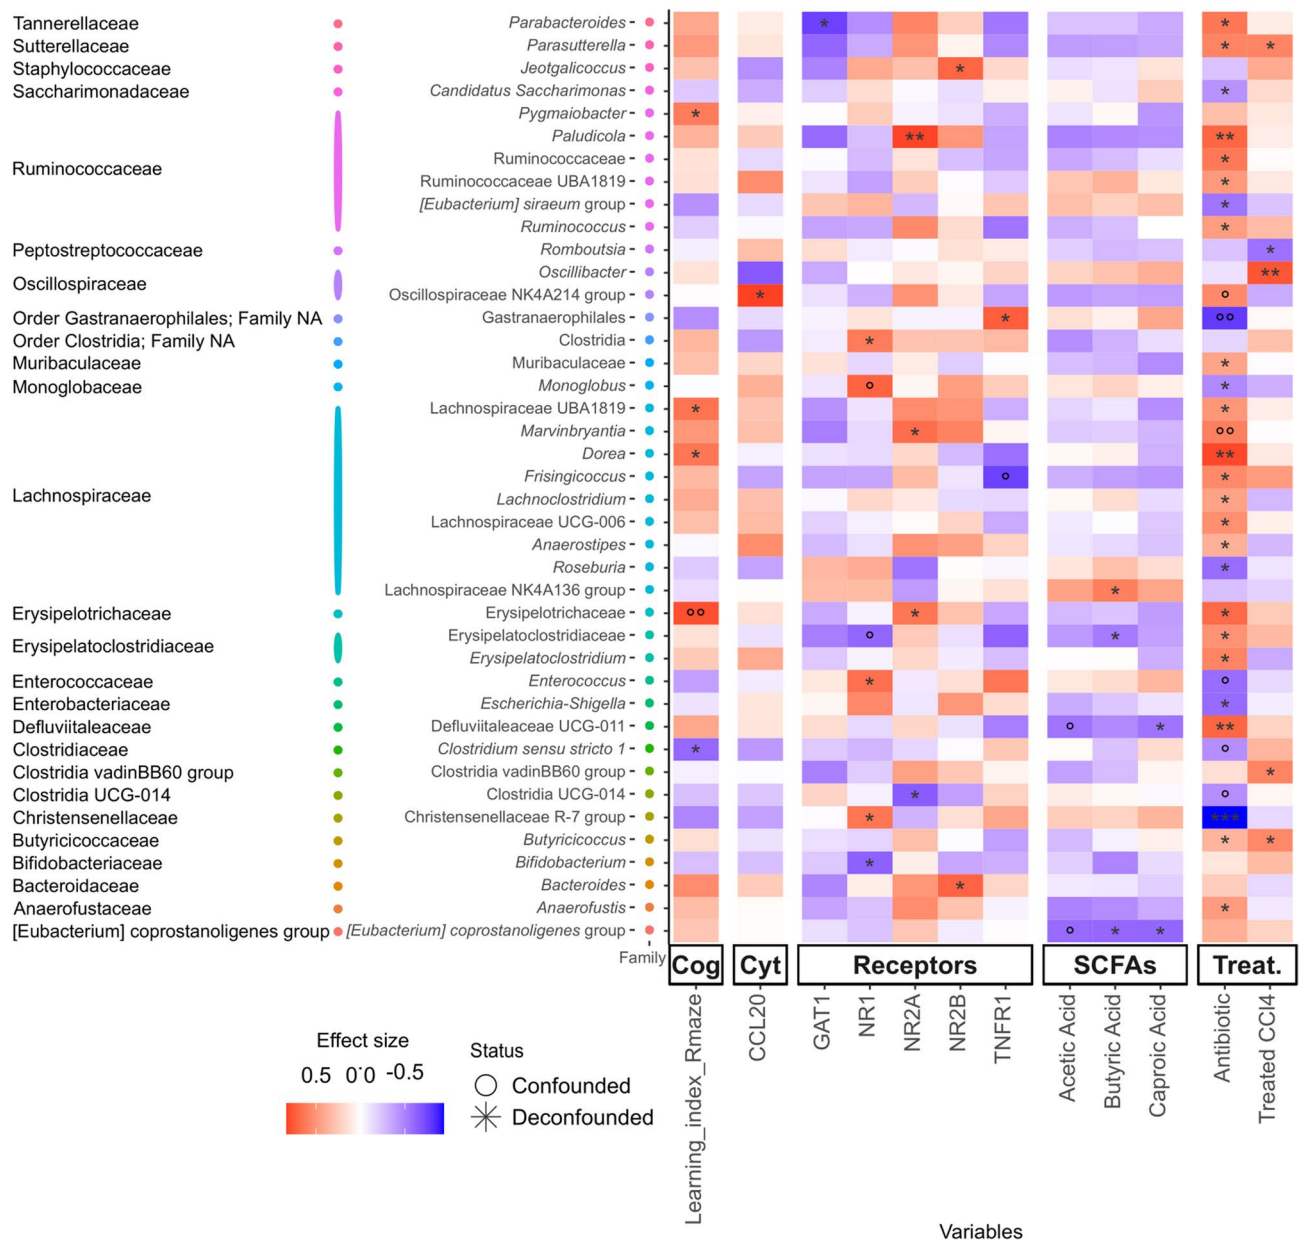 Tannerellaceae
Sutterellaceae
Staphylococcaceae
Saccharimonadaceae
Ruminococcaceae
Peptostreptococcaceae
Oscillospiraceae
Order Gastranaerophilales; Family NA
Order Clostridia; Family NA
Muribaculaceae
Monoglobaceae
Lachnospiraceae
Erysipelotrichaceae
Erysipelatoclostridiaceae
Enterococcaceae
Enterobacteriaceae
Defluviitaleaceae
Clostridiaceae
Clostridia vadinBB60 group
Clostridia UCG-014
Christensenellaceae
Butyricicoccaceae
Bifidobacteriaceae
Bacteroidaceae
Anaerofustaceae
[Eubacterium] coprostanoligenes group
Parabacteroides
Parasutterella
Jeotgalicoccus
Candidatus Saccharimonas
Pygmaiobacter
Paludicola
Ruminococcaceae
Ruminococcaceae UBA1819
[Eubacterium] siraeum group
Ruminococcus
Romboutsia
Oscillibacter
Oscillospiraceae NK4A214 group
Gastranaerophilales
Clostridia
Muribaculaceae
Monoglobus
Lachnospiraceae UBA1819
Marvinbryantia
Dorea
Frisingicoccus
Lachnoclostridium
Lachnospiraceae UCG-006
Anaerostipes
Roseburia
Lachnospiraceae NK4A136 group
Erysipelotrichaceae
Erysipelatoclostridiaceae
Erysipelatoclostridium
Enterococcus
Escherichia-Shigella
Defluviitaleaceae UCG-011
Clostridium sensu stricto 1
Clostridia vadinBB60 group
Clostridia UCG-014
Christensenellaceae R-7 group
Butyricicoccus
Bifidobacterium
Bacteroides
Anaerofustis
[Eubacterium] coprostanoligenes group
Family
Cog Cyt Receptors SCFAs Treat.
Learning_index_Rmaze
CCL20
GAT1
NR1
NR2A
NR2B
TNFR1
Acetic Acid
Butyric Acid
Caproic Acid
Antibiotic
Treated CCl4
Effect size
0.5 0.0 -0.5
Status
Confounded
Deconfounded
Variables